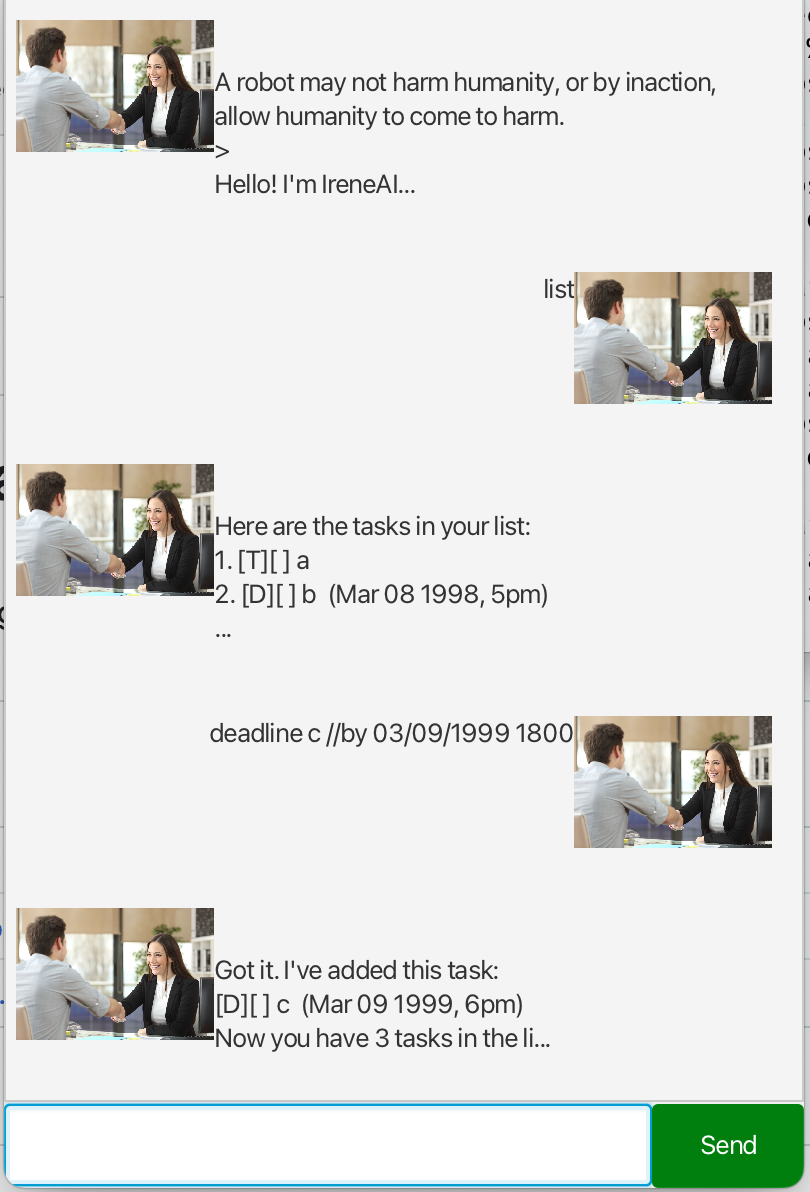 A robot may not harm humanity, or by inaction,
allow humanity to come to harm.
>
Hello! I'm IreneAI...
list
Here are the tasks in your list:
1. [T][ ] a
2. [D][ ] b  (Mar 08 1998, 5pm)
...
deadline c //by 03/09/1999 1800
Got it. I've added this task:
[D][ ] c  (Mar 09 1999, 6pm)
Now you have 3 tasks in the li...
Send